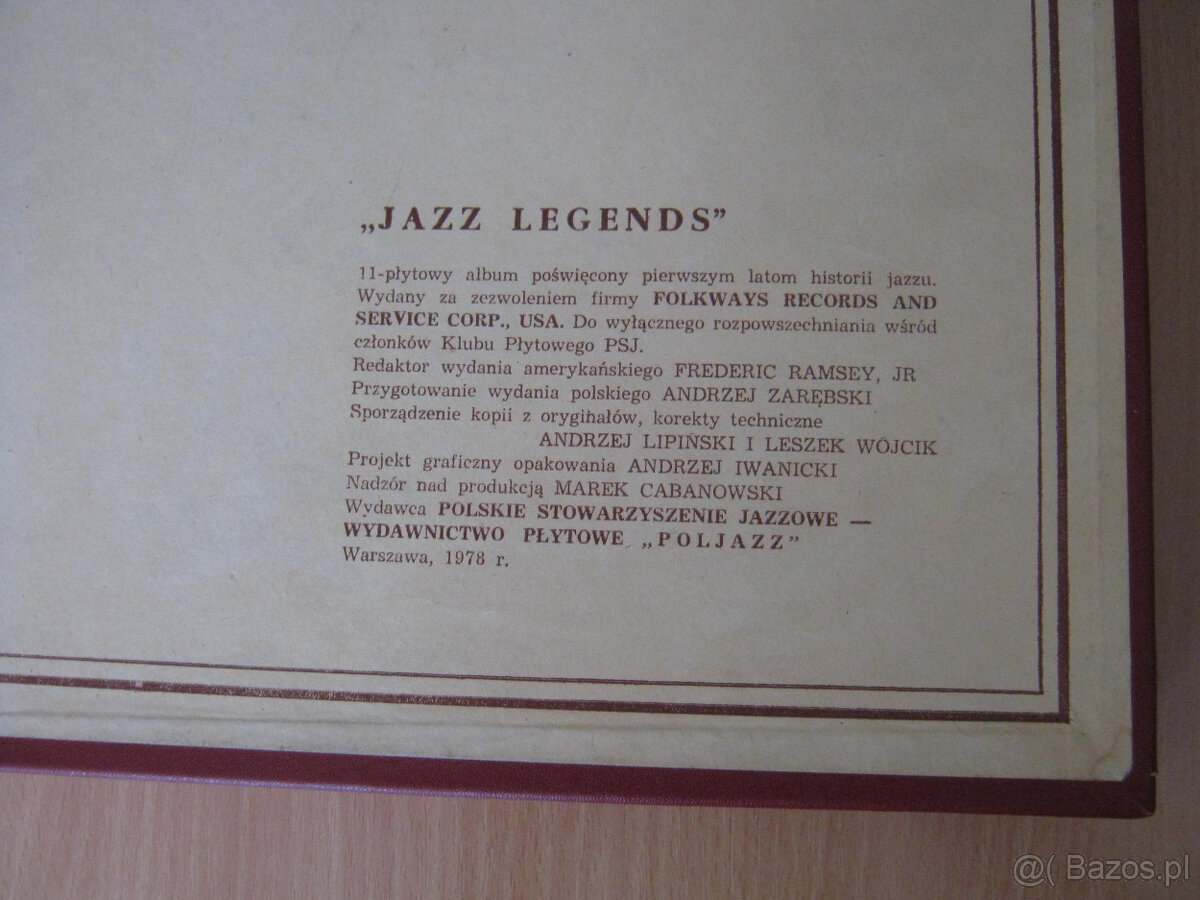 „JAZZ LEGENDS”
11-płytowy album poświęcony pierwszym latom historii jazzu.
Wydany za zezwoleniem firmy FOLKWAYS RECORDS AND
SERVICE CORP., USA. Do wyłącznego rozpowszechniania wśród
członków Klubu Płytowego PSJ.
Redaktor wydania amerykańskiego FREDERIC RAMSEY, JR
Przygotowanie wydania polskiego ANDRZEJ ZARĘBSKI
Sporządzenie kopii z oryginałów, korekty techniczne
ANDRZEJ LIPIŃSKI I LESZEK WÓJCIK
Projekt graficzny opakowania ANDRZEJ IWANICKI
Nadzór nad produkcją MAREK CABANOWSKI
Wydawca POLSKIE STOWARZYSZENIE JAZZOWE —
WYDAWNICTWO PŁYTOWE „POLJAZZ”
Warszawa, 1978 r.
@( Bazos.pl